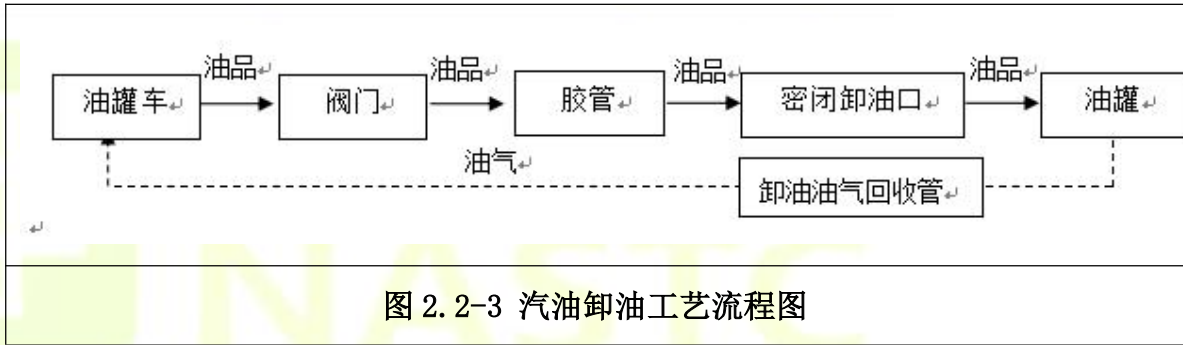 油品 油品 油品 油品
油罐车 阀门 胶管 密闭卸油口 油罐
油气
卸油油气回收管
图 2.2-3 汽油卸油工艺流程图
NASTC